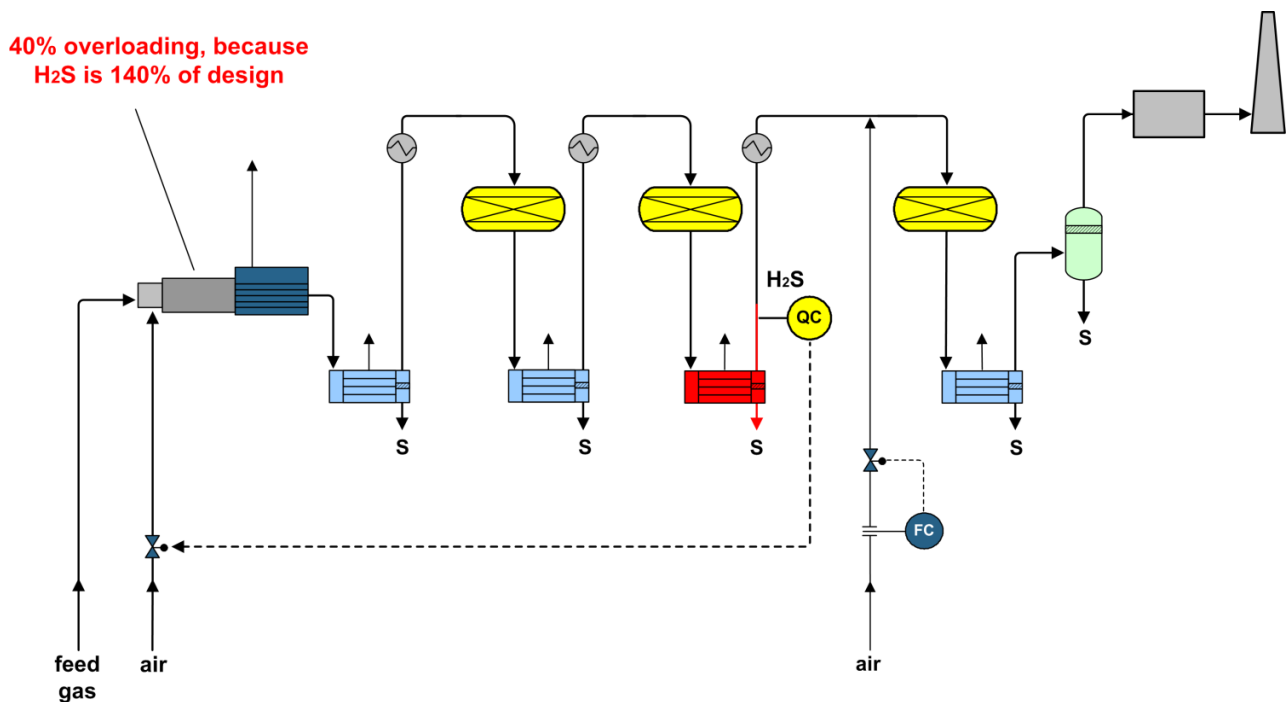 40% overloading, because
H₂S is 140% of design
H₂S
QC
S
S
S
S
S
FC
feed
gas
air
air